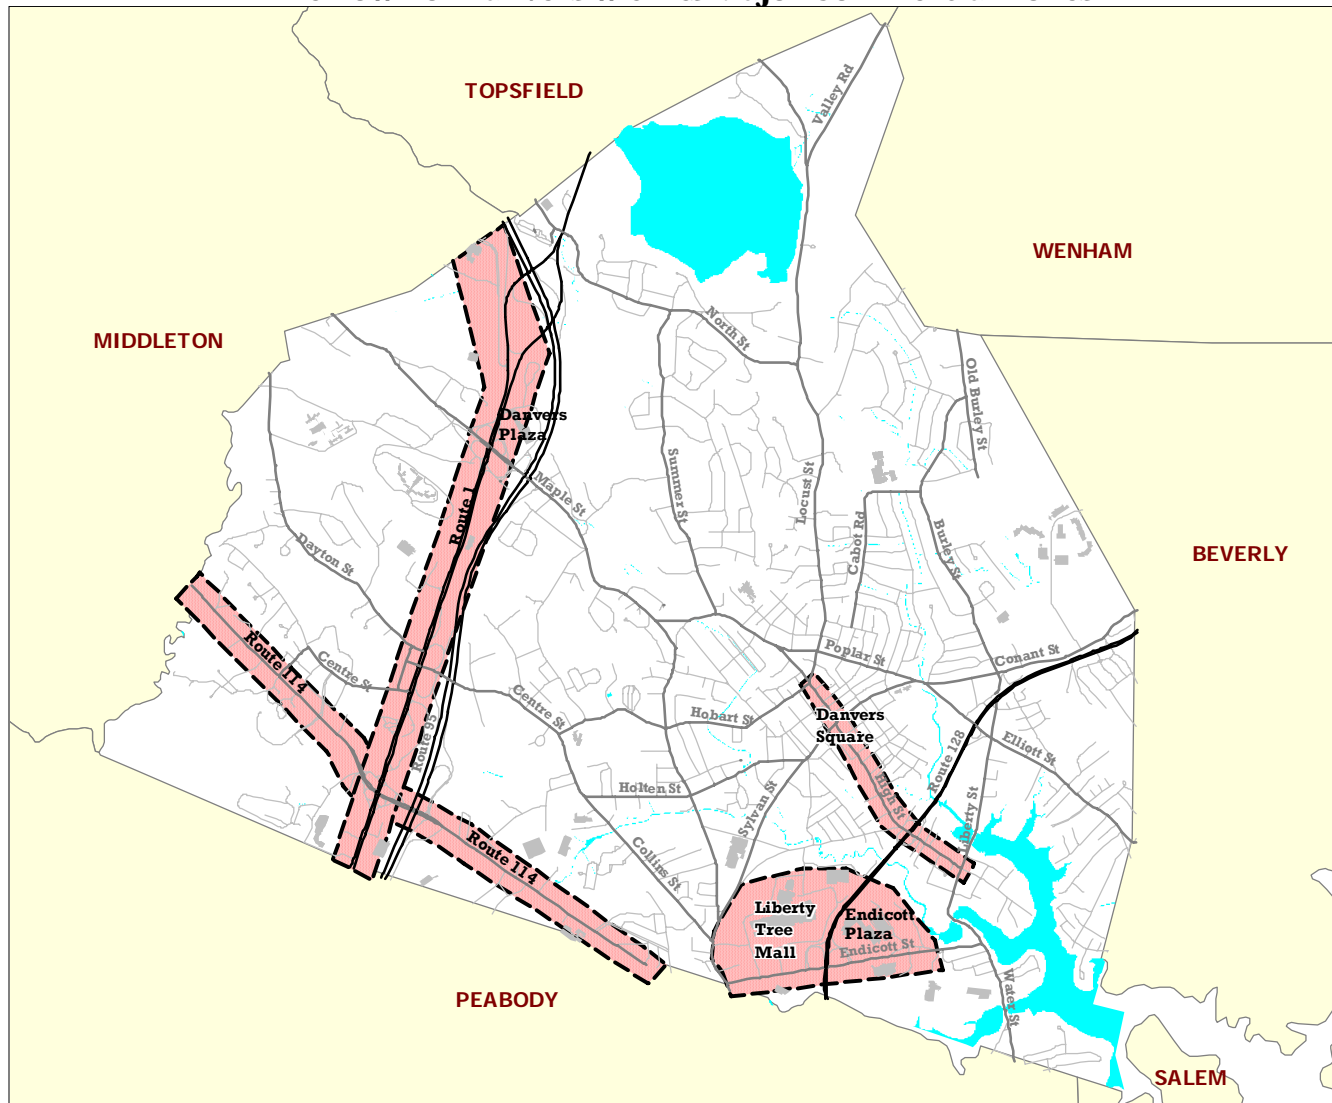 TOPSFIELD
Valley Rd
WENHAM
MIDDLETON
North St
Old Burley St
Danvers
Plaza
Summer St
Locust St
Maple St
Route 1
Cabot Rd
Burley St
BEVERLY
Dayton St
Route 114
Centre St
Poplar St
Conant St
Centre St
Hobart St
Danvers
Square
Route 95
Elliott St
Route 128
Holten St
Sylvan St
High St
Liberty St
Collins St
Route 114
Liberty
Tree
Mall
Endicott
Plaza
Endicott St
Water St
PEABODY
SALEM